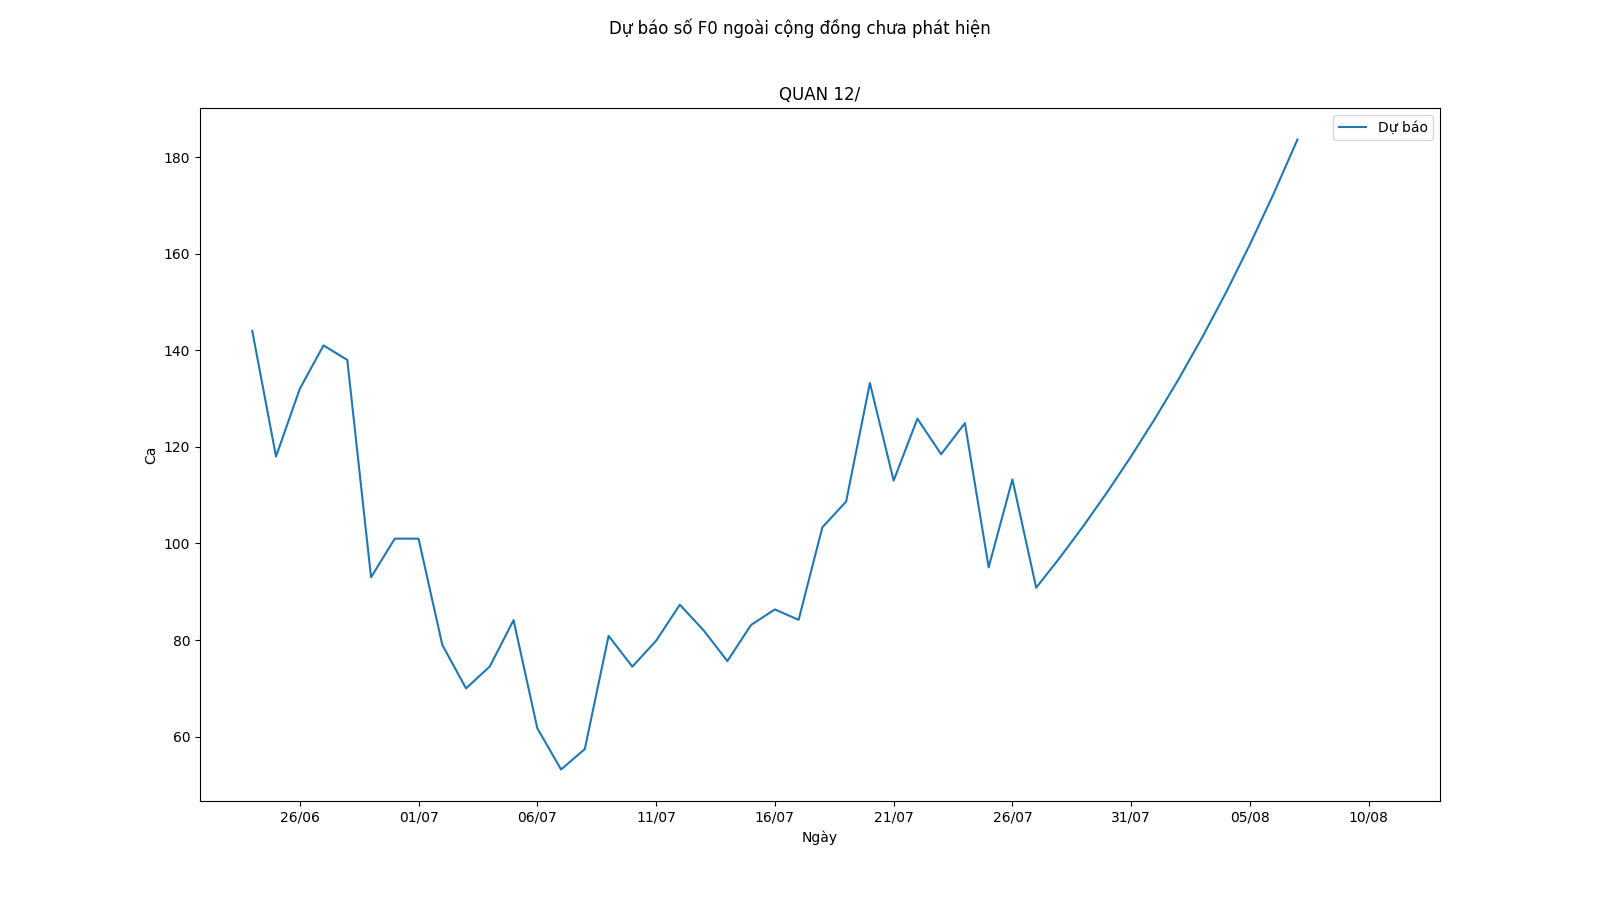 Dự báo số F0 ngoài cộng đồng chưa phát hiện
QUAN 12/
Dự báo
180
160
140
120
100
80
60
Ca
26/06 01/07 06/07 11/07 16/07 21/07 26/07 31/07 05/08 10/08
Ngày